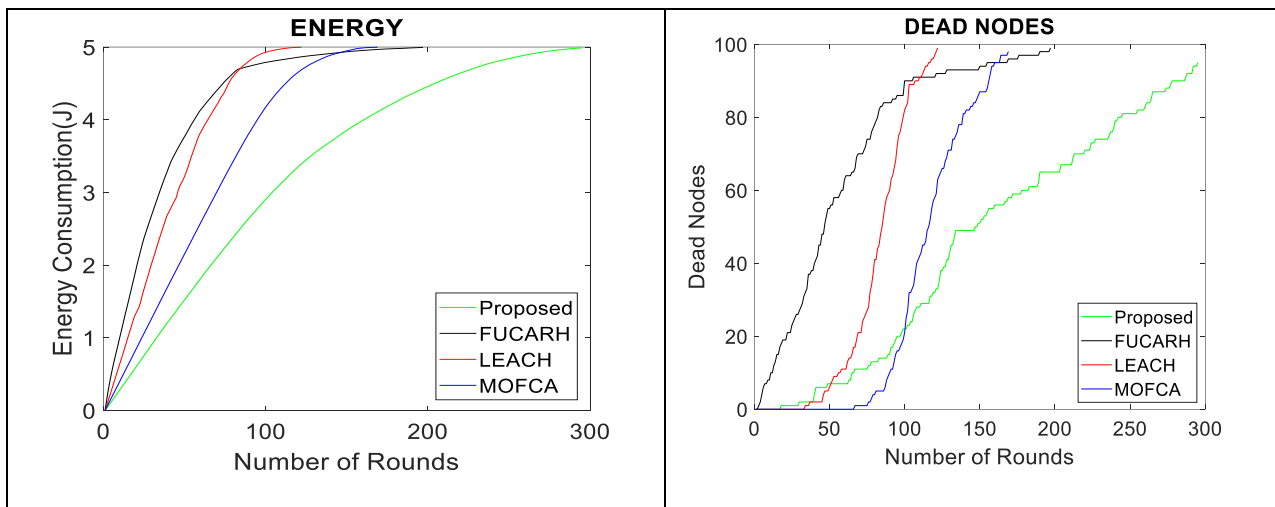 ENERGY
Energy Consumption(J)
5
4
3
2
1
0
0 100 200 300
Number of Rounds
Proposed
FUCARH
LEACH
MOFCA
DEAD NODES
Dead Nodes
100
80
60
40
20
0
0 50 100 150 200 250 300
Number of Rounds
Proposed
FUCARH
LEACH
MOFCA